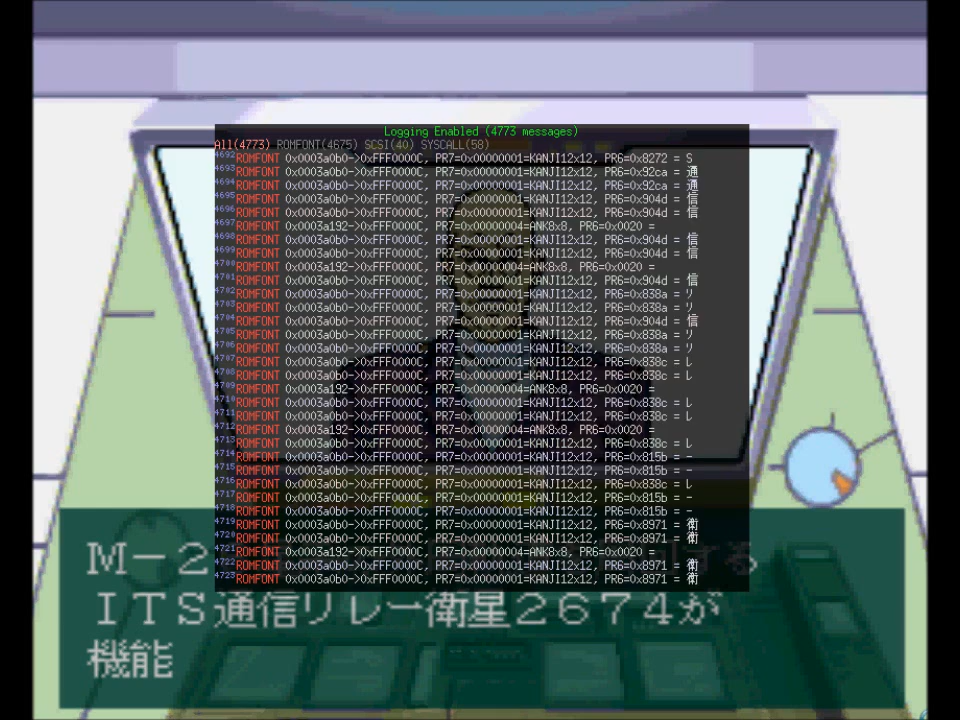 Logging Enabled (4773 messages)
All(4773) ROMFONT(4675) SCSI(40) SYSCALL(58)
4692 ROMFONT 0x0003a0b0->0xFFF0000C, PR7=0x00000001=KANJI12x12, PR6=0x8272 = S
4693 ROMFONT 0x0003a0b0->0xFFF0000C, PR7=0x00000001=KANJI12x12, PR6=0x92ca = 通
4694 ROMFONT 0x0003a0b0->0xFFF0000C, PR7=0x00000001=KANJI12x12, PR6=0x92ca = 通
4695 ROMFONT 0x0003a0b0->0xFFF0000C, PR7=0x00000001=KANJI12x12, PR6=0x904d = 信
4696 ROMFONT 0x0003a0b0->0xFFF0000C, PR7=0x00000001=KANJI12x12, PR6=0x904d = 信
4697 ROMFONT 0x0003a192->0xFFF0000C, PR7=0x00000004=ANK8x8, PR6=0x0020 =
4698 ROMFONT 0x0003a0b0->0xFFF0000C, PR7=0x00000001=KANJI12x12, PR6=0x904d = 信
4699 ROMFONT 0x0003a0b0->0xFFF0000C, PR7=0x00000001=KANJI12x12, PR6=0x904d = 信
4700 ROMFONT 0x0003a192->0xFFF0000C, PR7=0x00000004=ANK8x8, PR6=0x0020 =
4701 ROMFONT 0x0003a0b0->0xFFF0000C, PR7=0x00000001=KANJI12x12, PR6=0x904d = 信
4702 ROMFONT 0x0003a0b0->0xFFF0000C, PR7=0x00000001=KANJI12x12, PR6=0x838a = リ
4703 ROMFONT 0x0003a0b0->0xFFF0000C, PR7=0x00000001=KANJI12x12, PR6=0x838a = リ
4704 ROMFONT 0x0003a0b0->0xFFF0000C, PR7=0x00000001=KANJI12x12, PR6=0x904d = 信
4705 ROMFONT 0x0003a0b0->0xFFF0000C, PR7=0x00000001=KANJI12x12, PR6=0x838a = リ
4706 ROMFONT 0x0003a0b0->0xFFF0000C, PR7=0x00000001=KANJI12x12, PR6=0x838a = リ
4707 ROMFONT 0x0003a0b0->0xFFF0000C, PR7=0x00000001=KANJI12x12, PR6=0x838c = レ
4708 ROMFONT 0x0003a0b0->0xFFF0000C, PR7=0x00000001=KANJI12x12, PR6=0x838c = レ
4709 ROMFONT 0x0003a192->0xFFF0000C, PR7=0x00000004=ANK8x8, PR6=0x0020 =
4710 ROMFONT 0x0003a0b0->0xFFF0000C, PR7=0x00000001=KANJI12x12, PR6=0x838c = レ
4711 ROMFONT 0x0003a0b0->0xFFF0000C, PR7=0x00000001=KANJI12x12, PR6=0x838c = レ
4712 ROMFONT 0x0003a192->0xFFF0000C, PR7=0x00000004=ANK8x8, PR6=0x0020 =
4713 ROMFONT 0x0003a0b0->0xFFF0000C, PR7=0x00000001=KANJI12x12, PR6=0x838c = レ
4714 ROMFONT 0x0003a0b0->0xFFF0000C, PR7=0x00000001=KANJI12x12, PR6=0x815b = ー
4715 ROMFONT 0x0003a0b0->0xFFF0000C, PR7=0x00000001=KANJI12x12, PR6=0x815b = ー
4716 ROMFONT 0x0003a0b0->0xFFF0000C, PR7=0x00000001=KANJI12x12, PR6=0x838c = レ
4717 ROMFONT 0x0003a0b0->0xFFF0000C, PR7=0x00000001=KANJI12x12, PR6=0x815b = ー
4718 ROMFONT 0x0003a0b0->0xFFF0000C, PR7=0x00000001=KANJI12x12, PR6=0x815b = ー
4719 ROMFONT 0x0003a0b0->0xFFF0000C, PR7=0x00000001=KANJI12x12, PR6=0x8971 = 衛
4720 ROMFONT 0x0003a0b0->0xFFF0000C, PR7=0x00000001=KANJI12x12, PR6=0x8971 = 衛
4721 ROMFONT 0x0003a192->0xFFF0000C, PR7=0x00000004=ANK8x8, PR6=0x0020 =
4722 ROMFONT 0x0003a0b0->0xFFF0000C, PR7=0x00000001=KANJI12x12, PR6=0x8971 = 衛
4723 ROMFONT 0x0003a0b0->0xFFF0000C, PR7=0x00000001=KANJI12x12, PR6=0x8971 = 衛
M－2 する
ITS通信リレー衛星2674が
機能